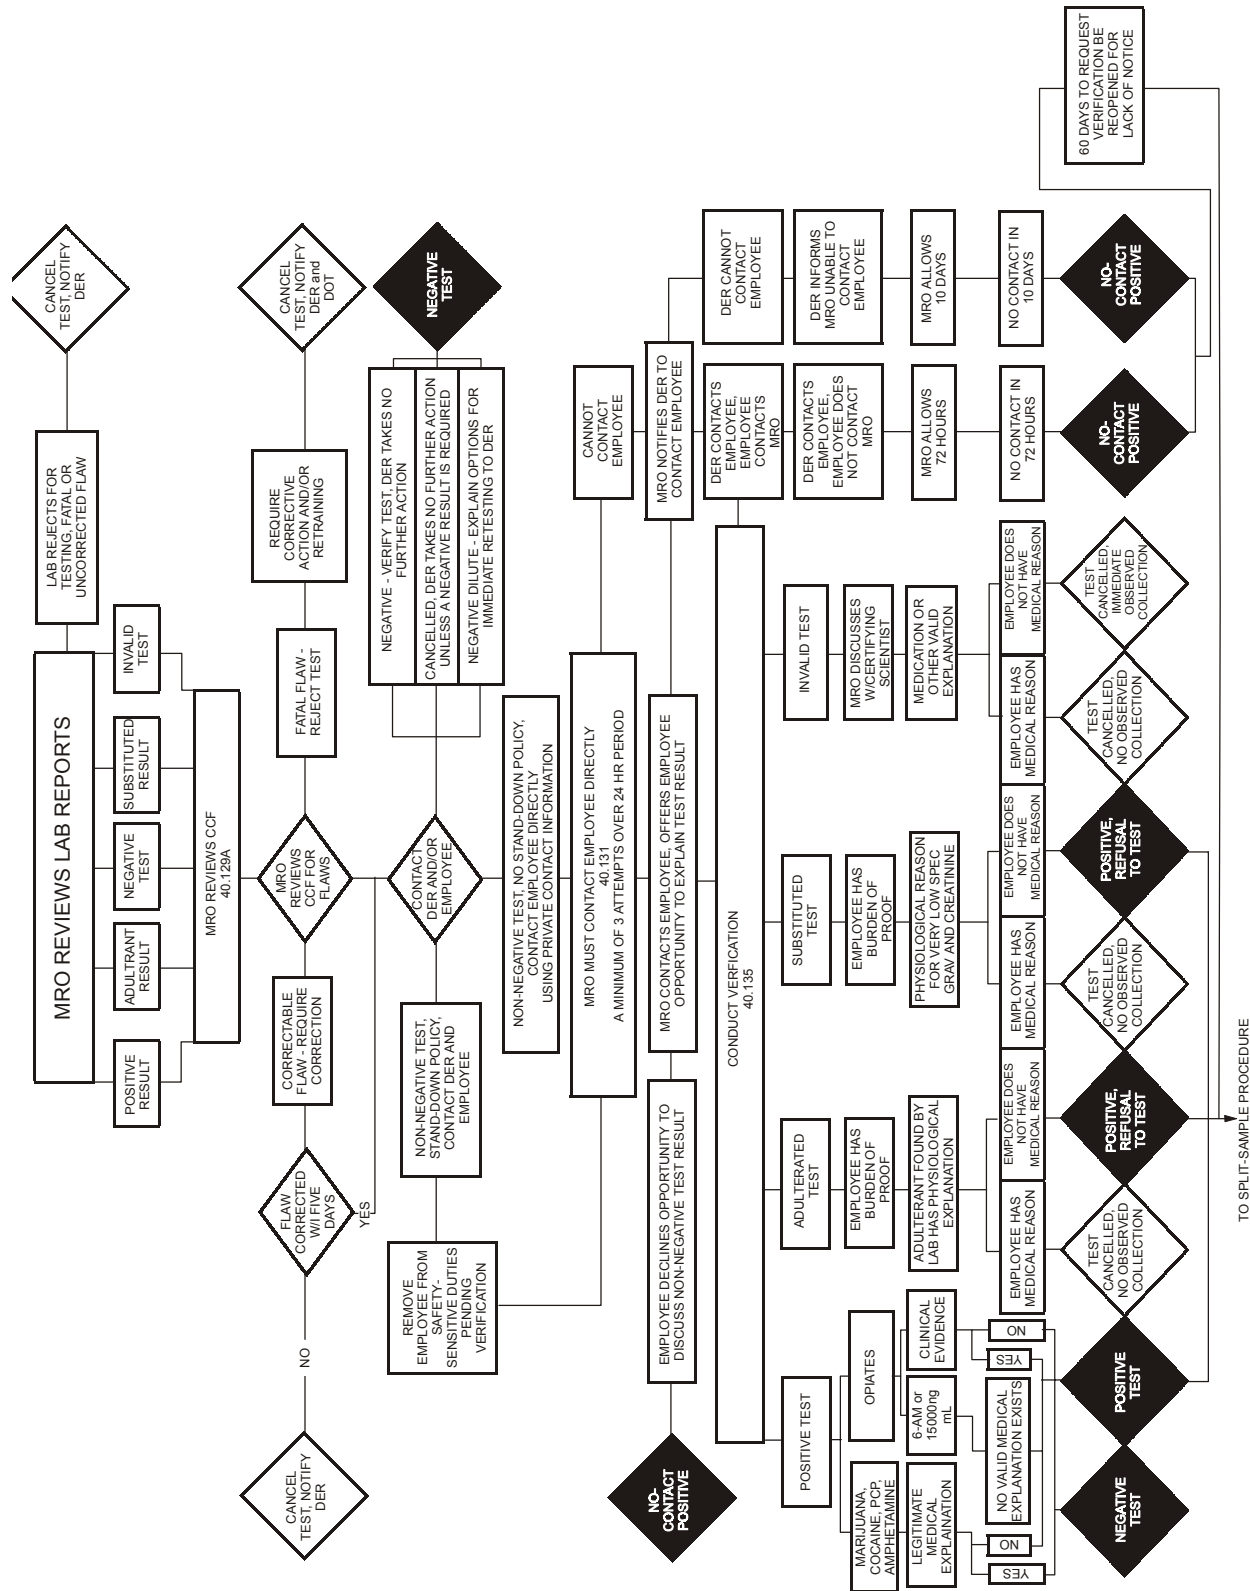 MRO REVIEWS LAB REPORTS
LAB REJECTS FOR
TESTING, FATAL OR
UNCORRECTED FLAW
CANCEL
TEST, NOTIFY
DER
POSITIVE
RESULT
ADULTRANT
RESULT
NEGATIVE
TEST
SUBSTITUTED
RESULT
INVALID
TEST
MRO REVIEWS CCF
40.129A
CANCEL
TEST, NOTIFY
DER
NO
FLAW
CORRECTED
WI FIVE
DAYS
YES
CORRECTABLE
FLAW - REQUIRE
CORRECTION
MRO
REVIEWS
CCF FOR
FLAWS
FATAL FLAW -
REJECT TEST
REQUIRE
CORRECTIVE
ACTION AND/OR
RETRAINING
CANCEL
TEST, NOTIFY
DER and
DOT
REMOVE
EMPLOYEE FROM
SAFETY-
SENSITIVE DUTIES
PENDING
VERIFICATION
NON-NEGATIVE TEST,
STAND-DOWN POLICY,
CONTACT DER AND
EMPLOYEE
CONTACT
DER AND/OR
EMPLOYEE
NEGATIVE - VERIFY TEST, DER TAKES NO
FURTHER ACTION
CANCELLED, DER TAKES NO FURTHER ACTION
UNLESS A NEGATIVE RESULT IS REQUIRED
NEGATIVE DILUTE - EXPLAIN OPTIONS FOR
IMMEDIATE RETESTING TO DER
NEGATIVE
TEST
NON-NEGATIVE TEST, NO STAND-DOWN POLICY,
CONTACT EMPLOYEE DIRECTLY
USING PRIVATE CONTACT INFORMATION
MRO MUST CONTACT EMPLOYEE DIRECTLY
40.131
A MINIMUM OF 3 ATTEMPTS OVER 24 HR PERIOD
CANNOT
CONTACT
EMPLOYEE
NO-
CONTACT
POSITIVE
EMPLOYEE DECLINES OPPORTUNITY TO
DISCUSS NON-NEGATIVE TEST RESULT
MRO CONTACTS EMPLOYEE, OFFERS EMPLOYEE
OPPORTUNITY TO EXPLAIN TEST RESULT
MRO NOTIFIES DER TO
CONTACT EMPLOYEE
CONDUCT VERFICATION
40.135
DER CONTACTS
EMPLOYEE,
EMPLOYEE
CONTACTS
MRO
DER CANNOT
CONTACT
EMPLOYEE
POSITIVE TEST
ADULTERATED
TEST
SUBSTITUTED
TEST
INVALID TEST
DER CONTACTS
EMPLOYEE,
EMPLOYEE DOES
NOT CONTACT
MRO
DER INFORMS
MRO UNABLE TO
CONTACT
EMPLOYEE
MARIJUANA,
COCAINE, PCP,
AMPHETAMINE
OPIATES
EMPLOYEE HAS
BURDEN OF
PROOF
EMPLOYEE HAS
BURDEN OF
PROOF
MRO DISCUSSES
W/CERTIFYING
SCIENTIST
MRO ALLOWS
72 HOURS
MRO ALLOWS
10 DAYS
LEGITIMATE
MEDICAL
EXPLAINATION
6-AM or
15000ng
mL
CLINICAL
EVIDENCE
ADULTERANT FOUND BY
LAB HAS PHYSIOLOGICAL
EXPLANATION
PHYSIOLOGICAL REASON
FOR VERY LOW SPEC
GRAV AND CREATININE
MEDICATION OR
OTHER VALID
EXPLANATION
NO CONTACT IN
72 HOURS
NO CONTACT IN
10 DAYS
YES
NO
NO VALID MEDICAL
EXPLANATION EXISTS
YES
NO
EMPLOYEE HAS
MEDICAL REASON
EMPLOYEE DOES
NOT HAVE
MEDICAL REASON
EMPLOYEE HAS
MEDICAL REASON
EMPLOYEE DOES
NOT HAVE
MEDICAL REASON
EMPLOYEE HAS
MEDICAL REASON
EMPLOYEE DOES
NOT HAVE
MEDICAL REASON
NEGATIVE
TEST
POSITIVE
TEST
TEST
CANCELLED,
NO OBSERVED
COLLECTION
POSITIVE,
REFUSAL
TO TEST
TEST
CANCELLED,
NO OBSERVED
COLLECTION
POSITIVE,
REFUSAL
TO TEST
TEST
CANCELLED,
NO OBSERVED
COLLECTION
TEST
CANCELLED,
IMMEDIATE
OBSERVED
COLLECTION
NO-
CONTACT
POSITIVE
NO-
CONTACT
POSITIVE
60 DAYS TO REQUEST
VERIFICATION BE
REOPENED FOR
LACK OF NOTICE
TO SPLIT-SAMPLE PROCEDURE